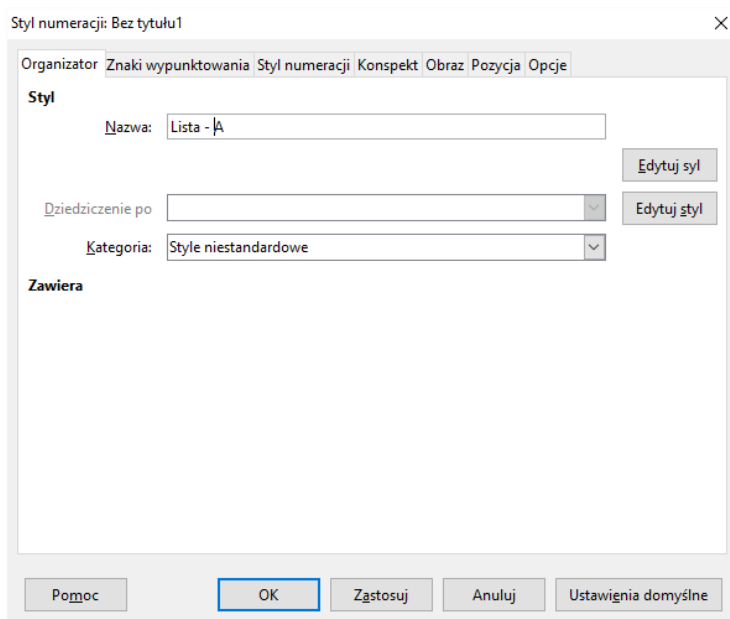 Styl numeracji: Bez tytułu1
Organizator Znaki wypunktowania Styl numeracji Konspekt Obraz Pozycja Opcje
Styl
Nazwa: Lista - A
Edytuj syl
Dziedziczenie po Edytuj styl
Kategoria: Style niestandardowe
Zawiera
Pomoc OK Zastosuj Anuluj Ustawienia domyślne